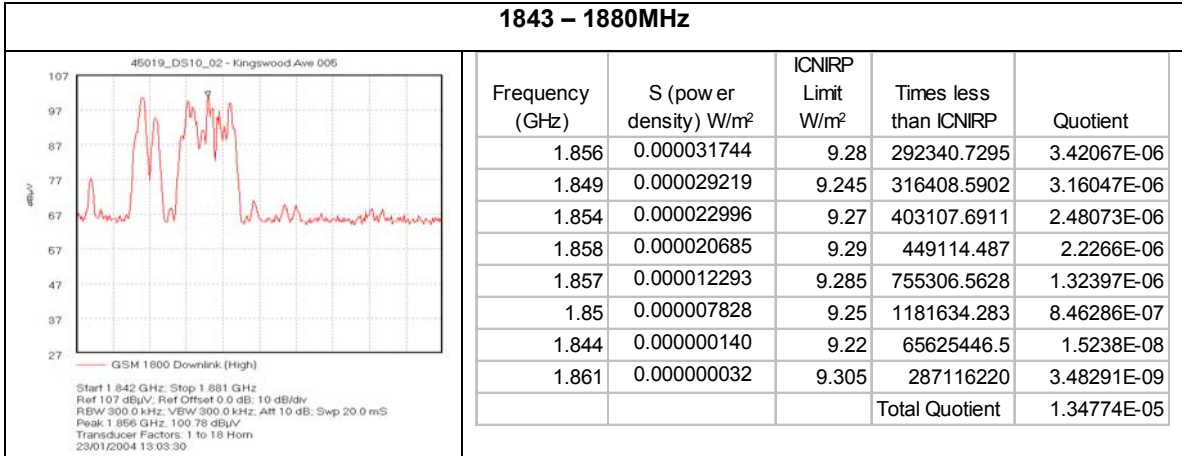 1843 – 1880MHz
45019_DS10_02 - Kingswood Ave 005
107
97
87
77
67
57
47
37
27
dBµV
GSM 1800 Downlink (High)
Start 1.842 GHz; Stop 1.881 GHz
Ref 107 dBµV; Ref Offset 0.0 dB; 10 dB/div
RBW 300.0 kHz; VBW 300.0 kHz; Att 10 dB; Swp 20.0 mS
Peak 1.856 GHz, 100.78 dBµV
Transducer Factors: 1 to 18 Horn
23/01/2004 13:03:30
Frequency (GHz) S (power density) W/m² ICNIRP Limit W/m² Times less than ICNIRP Quotient
1.856 0.000031744 9.28 292340.7295 3.42067E-06
1.849 0.000029219 9.245 316408.5902 3.16047E-06
1.854 0.000022996 9.27 403107.6911 2.48073E-06
1.858 0.000020685 9.29 449114.487 2.2266E-06
1.857 0.000012293 9.285 755306.5628 1.32397E-06
1.85 0.000007828 9.25 1181634.283 8.46286E-07
1.844 0.000000140 9.22 65625446.5 1.5238E-08
1.861 0.000000032 9.305 287116220 3.48291E-09
Total Quotient 1.34774E-05